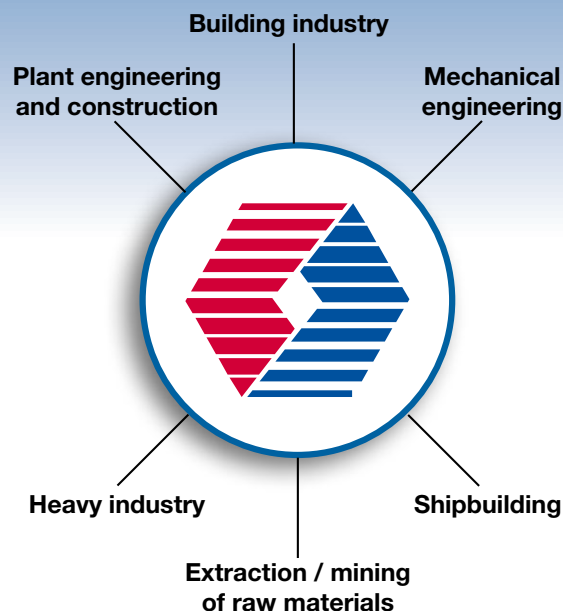 Building industry
Plant engineering
and construction
Mechanical
engineering
Heavy industry
Shipbuilding
Extraction / mining
of raw materials